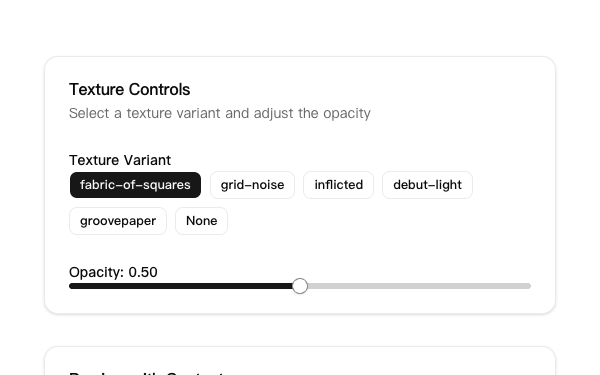 Texture Controls
Select a texture variant and adjust the opacity
Texture Variant
fabric-of-squares grid-noise inflicted debut-light
groovepaper None
Opacity: 0.50